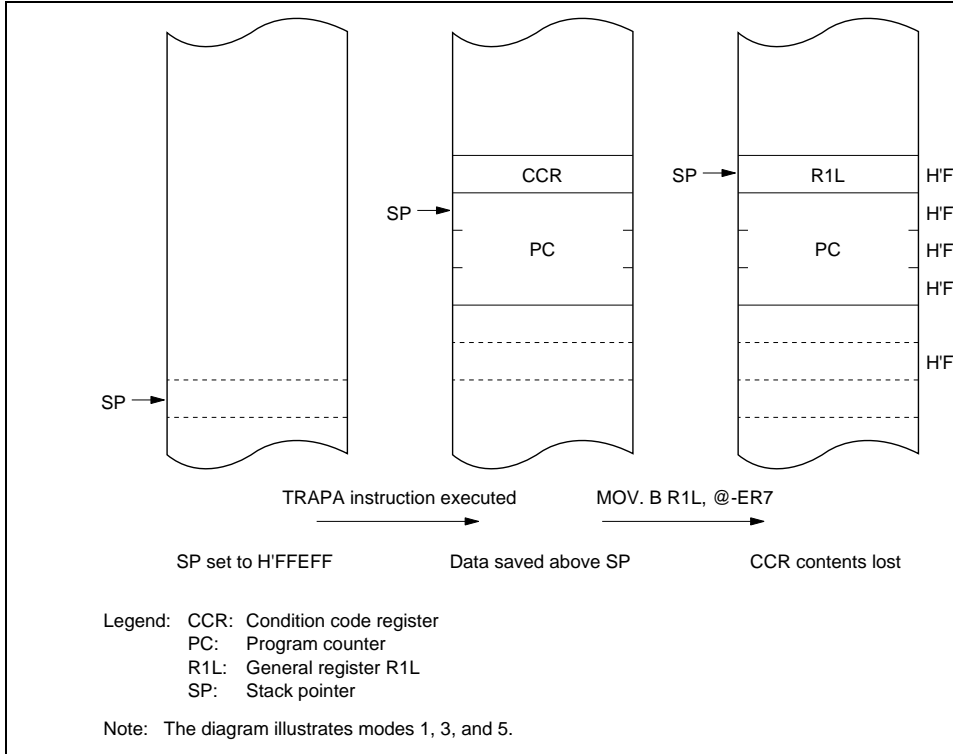 CCR
SP
R1L
H'F
SP
H'F
PC
PC
H'F
H'F
H'F
SP
TRAPA instruction executed
MOV. B R1L, @-ER7
SP set to H'FFEFF
Data saved above SP
CCR contents lost
Legend: CCR: Condition code register
PC: Program counter
R1L: General register R1L
SP: Stack pointer
Note: The diagram illustrates modes 1, 3, and 5.